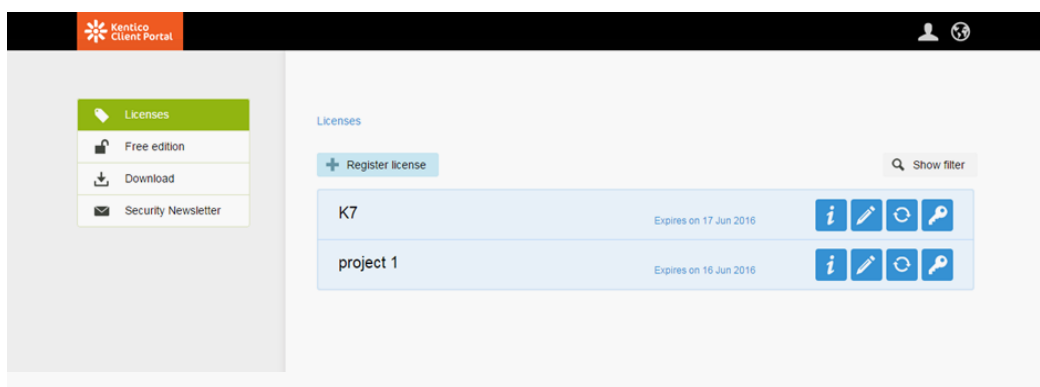 Kentico
Client Portal
Licenses
Free edition
Download
Security Newsletter
Licenses
Register license
Show filter
K7
Expires on 17 Jun 2016
project 1
Expires on 16 Jun 2016